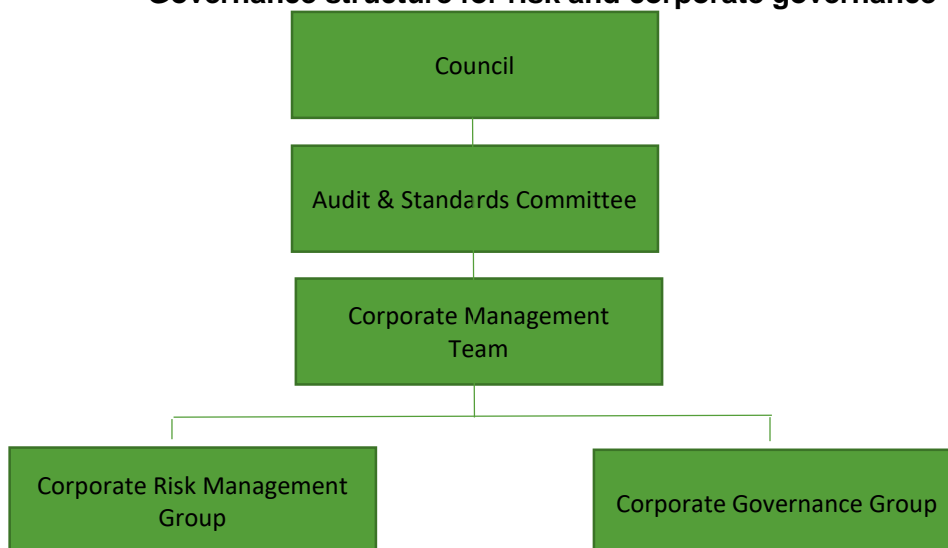 Governance structure for risk and corporate governance
Council
Audit & Standards Committee
Corporate Management
Team
Corporate Risk Management
Group
Corporate Governance Group